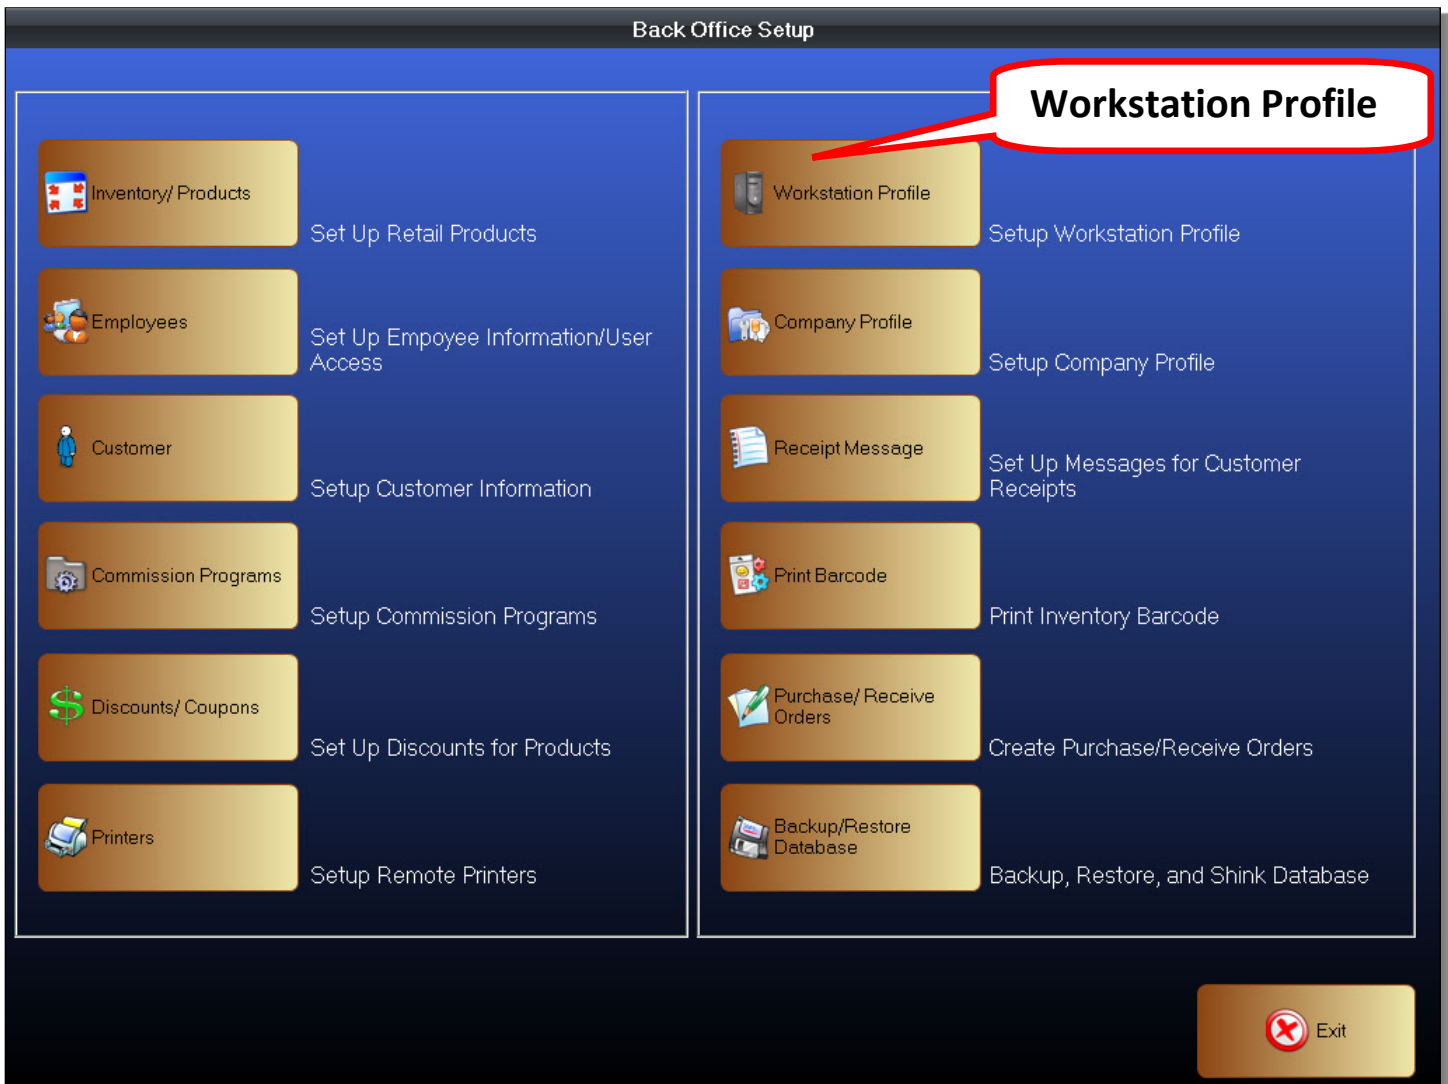 Back Office Setup
Workstation Profile
Inventory/ Products
Set Up Retail Products
Employees
Set Up Empoyee Information/User
Access
Customer
Setup Customer Information
Commission Programs
Setup Commission Programs
Discounts/ Coupons
Set Up Discounts for Products
Printers
Setup Remote Printers
Workstation Profile
Setup Workstation Profile
Company Profile
Setup Company Profile
Receipt Message
Set Up Messages for Customer
Receipts
Print Barcode
Print Inventory Barcode
Purchase/ Receive
Orders
Create Purchase/Receive Orders
Backup/Restore
Database
Backup, Restore, and Shink Database
Exit